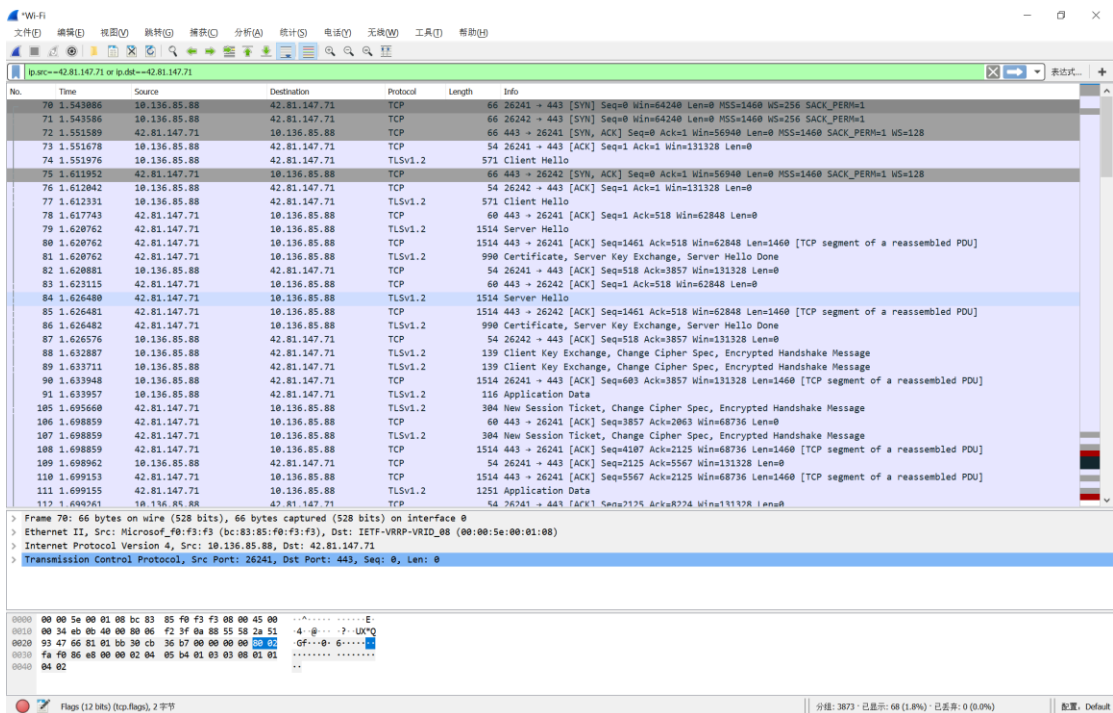 *Wi-Fi
文件(F) 编辑(E) 视图(V) 跳转(G) 捕获(C) 分析(A) 统计(S) 电话(Y) 无线(W) 工具(T) 帮助(H)
ip.src==42.81.147.71 or ip.dst==42.81.147.71 表达式… +
No. Time Source Destination Protocol Length Info
70 1.543086 10.136.85.88 42.81.147.71 TCP 66 26241 → 443 [SYN] Seq=0 Win=64240 Len=0 MSS=1460 WS=256 SACK_PERM=1
71 1.543586 10.136.85.88 42.81.147.71 TCP 66 26242 → 443 [SYN] Seq=0 Win=64240 Len=0 MSS=1460 WS=256 SACK_PERM=1
72 1.551589 42.81.147.71 10.136.85.88 TCP 66 443 → 26241 [SYN, ACK] Seq=0 Ack=1 Win=56940 Len=0 MSS=1460 SACK_PERM=1 WS=128
73 1.551678 10.136.85.88 42.81.147.71 TCP 54 26241 → 443 [ACK] Seq=1 Ack=1 Win=131328 Len=0
74 1.551976 10.136.85.88 42.81.147.71 TLSv1.2 571 Client Hello
75 1.611952 42.81.147.71 10.136.85.88 TCP 66 443 → 26242 [SYN, ACK] Seq=0 Ack=1 Win=56940 Len=0 MSS=1460 SACK_PERM=1 WS=128
76 1.612042 10.136.85.88 42.81.147.71 TCP 54 26242 → 443 [ACK] Seq=1 Ack=1 Win=131328 Len=0
77 1.612331 10.136.85.88 42.81.147.71 TLSv1.2 571 Client Hello
78 1.617743 42.81.147.71 10.136.85.88 TCP 60 443 → 26241 [ACK] Seq=1 Ack=518 Win=62848 Len=0
79 1.620762 42.81.147.71 10.136.85.88 TLSv1.2 1514 Server Hello
80 1.620762 42.81.147.71 10.136.85.88 TCP 1514 443 → 26241 [ACK] Seq=1461 Ack=518 Win=62848 Len=1460 [TCP segment of a reassembled PDU]
81 1.620762 42.81.147.71 10.136.85.88 TLSv1.2 990 Certificate, Server Key Exchange, Server Hello Done
82 1.620881 10.136.85.88 42.81.147.71 TCP 54 26241 → 443 [ACK] Seq=518 Ack=3857 Win=131328 Len=0
83 1.623115 42.81.147.71 10.136.85.88 TCP 60 443 → 26242 [ACK] Seq=1 Ack=518 Win=62848 Len=0
84 1.626480 42.81.147.71 10.136.85.88 TLSv1.2 1514 Server Hello
85 1.626481 42.81.147.71 10.136.85.88 TCP 1514 443 → 26242 [ACK] Seq=1461 Ack=518 Win=62848 Len=1460 [TCP segment of a reassembled PDU]
86 1.626482 42.81.147.71 10.136.85.88 TLSv1.2 990 Certificate, Server Key Exchange, Server Hello Done
87 1.626576 10.136.85.88 42.81.147.71 TCP 54 26242 → 443 [ACK] Seq=518 Ack=3857 Win=131328 Len=0
88 1.632887 10.136.85.88 42.81.147.71 TLSv1.2 139 Client Key Exchange, Change Cipher Spec, Encrypted Handshake Message
89 1.633711 10.136.85.88 42.81.147.71 TLSv1.2 139 Client Key Exchange, Change Cipher Spec, Encrypted Handshake Message
90 1.633948 10.136.85.88 42.81.147.71 TCP 1514 26241 → 443 [ACK] Seq=603 Ack=3857 Win=131328 Len=1460 [TCP segment of a reassembled PDU]
91 1.633957 10.136.85.88 42.81.147.71 TLSv1.2 116 Application Data
105 1.695660 42.81.147.71 10.136.85.88 TLSv1.2 304 New Session Ticket, Change Cipher Spec, Encrypted Handshake Message
106 1.698859 42.81.147.71 10.136.85.88 TCP 60 443 → 26241 [ACK] Seq=3857 Ack=2063 Win=68736 Len=0
107 1.698859 42.81.147.71 10.136.85.88 TLSv1.2 304 New Session Ticket, Change Cipher Spec, Encrypted Handshake Message
108 1.698859 42.81.147.71 10.136.85.88 TCP 1514 443 → 26241 [ACK] Seq=4107 Ack=2125 Win=68736 Len=1460 [TCP segment of a reassembled PDU]
109 1.698962 10.136.85.88 42.81.147.71 TCP 54 26241 → 443 [ACK] Seq=2125 Ack=5567 Win=131328 Len=0
110 1.699153 42.81.147.71 10.136.85.88 TCP 1514 443 → 26241 [ACK] Seq=5567 Ack=2125 Win=68736 Len=1460 [TCP segment of a reassembled PDU]
111 1.699155 42.81.147.71 10.136.85.88 TLSv1.2 1251 Application Data
112 1.699261 10.136.85.88 42.81.147.71 TCP 54 26241 → 443 [ACK] Seq=2125 Ack=8224 Win=131328 Len=0
> Frame 70: 66 bytes on wire (528 bits), 66 bytes captured (528 bits) on interface 0
> Ethernet II, Src: Microsof_f0:f3:f3 (bc:83:85:f0:f3:f3), Dst: IETF-VRRP-VRID_08 (00:00:5e:00:01:08)
> Internet Protocol Version 4, Src: 10.136.85.88, Dst: 42.81.147.71
> Transmission Control Protocol, Src Port: 26241, Dst Port: 443, Seq: 0, Len: 0
0000 00 00 5e 00 01 08 bc 83 85 f0 f3 f3 08 00 45 00 ··^····· ······E·
0010 00 34 eb 0b 40 00 80 06 f2 3f 0a 88 55 58 2a 51 ·4··@··· ·?··UX*Q
0020 93 47 66 81 01 bb 30 cb 36 b7 00 00 00 00 80 02 ·Gf···0· 6·······
0030 fa f0 86 e8 00 00 02 04 05 b4 01 03 03 08 01 01 ········ ········
0040 04 02 ··
Flags (12 bits) (tcp.flags), 2 字节 分组: 3873 · 已显示: 68 (1.8%) · 已丢弃: 0 (0.0%) 配置: Default